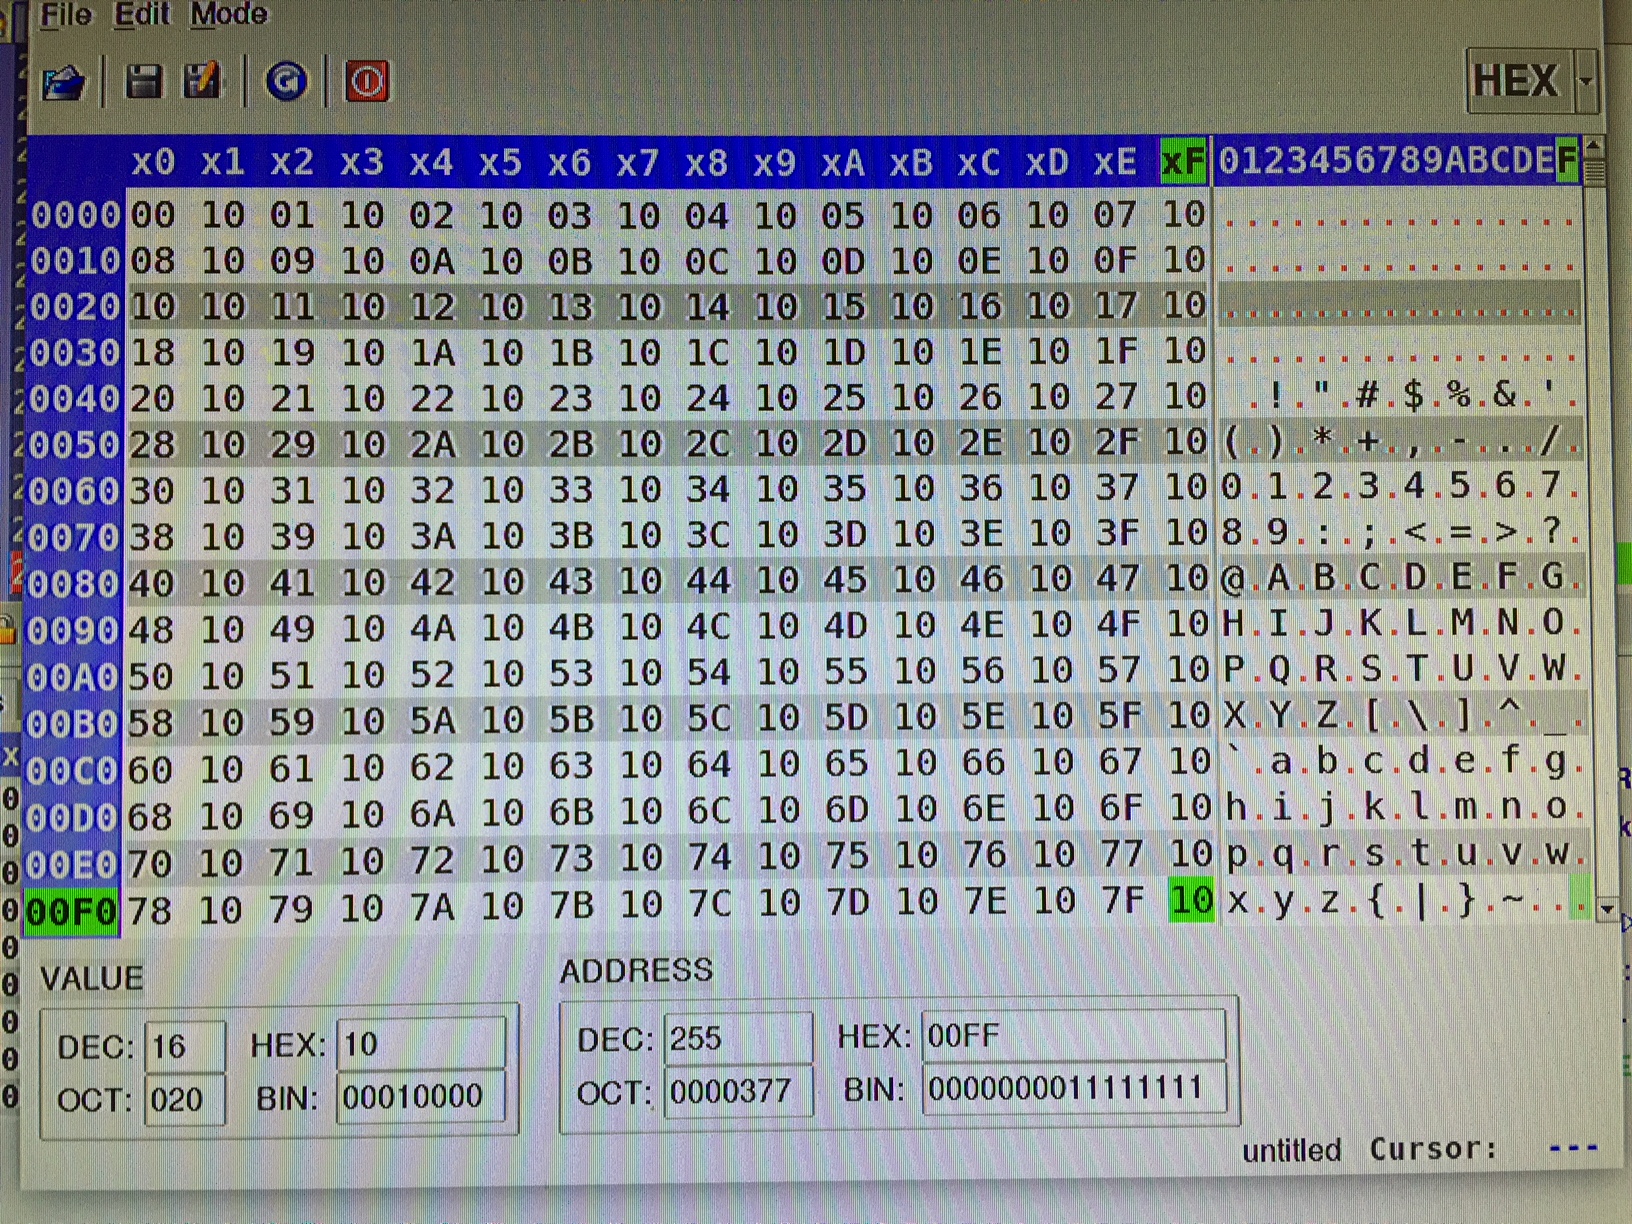 File Edit Mode
HEX
x0 x1 x2 x3 x4 x5 x6 x7 x8 x9 xA xB xC xD xE xF 0123456789ABCDEF
0000 00 10 01 10 02 10 03 10 04 10 05 10 06 10 07 10 ................
0010 08 10 09 10 0A 10 0B 10 0C 10 0D 10 0E 10 0F 10 ................
0020 10 10 11 10 12 10 13 10 14 10 15 10 16 10 17 10 ................
0030 18 10 19 10 1A 10 1B 10 1C 10 1D 10 1E 10 1F 10 ................
0040 20 10 21 10 22 10 23 10 24 10 25 10 26 10 27 10  .!.".#.$.%.&.'.
0050 28 10 29 10 2A 10 2B 10 2C 10 2D 10 2E 10 2F 10 (.).*.+.,.-.../.
0060 30 10 31 10 32 10 33 10 34 10 35 10 36 10 37 10 0.1.2.3.4.5.6.7.
0070 38 10 39 10 3A 10 3B 10 3C 10 3D 10 3E 10 3F 10 8.9.:.;.<.=.>.?.
0080 40 10 41 10 42 10 43 10 44 10 45 10 46 10 47 10 @.A.B.C.D.E.F.G.
0090 48 10 49 10 4A 10 4B 10 4C 10 4D 10 4E 10 4F 10 H.I.J.K.L.M.N.O.
00A0 50 10 51 10 52 10 53 10 54 10 55 10 56 10 57 10 P.Q.R.S.T.U.V.W.
00B0 58 10 59 10 5A 10 5B 10 5C 10 5D 10 5E 10 5F 10 X.Y.Z.[.\.].^._.
00C0 60 10 61 10 62 10 63 10 64 10 65 10 66 10 67 10 `.a.b.c.d.e.f.g.
00D0 68 10 69 10 6A 10 6B 10 6C 10 6D 10 6E 10 6F 10 h.i.j.k.l.m.n.o.
00E0 70 10 71 10 72 10 73 10 74 10 75 10 76 10 77 10 p.q.r.s.t.u.v.w.
00F0 78 10 79 10 7A 10 7B 10 7C 10 7D 10 7E 10 7F 10 x.y.z.{.|.}.~...
VALUE
DEC: 16 HEX: 10
OCT: 020 BIN: 00010000
ADDRESS
DEC: 255 HEX: 00FF
OCT: 0000377 BIN: 0000000011111111
untitled Cursor: ---